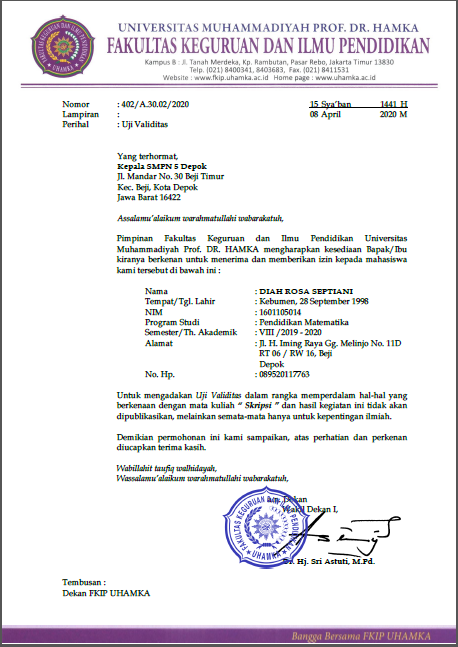 UNIVERSITAS MUHAMMADIYAH PROF. DR. HAMKA
FAKULTAS KEGURUAN DAN ILMU PENDIDIKAN
Kampus B : Jl. Tanah Merdeka, Kp. Rambutan, Pasar Rebo, Jakarta Timur 13830
Telp. (021) 8400341, 8403683, Fax. (021) 8411531
Website : www.fkip.uhamka.ac.id Home page : www.uhamka.ac.id
Nomor : 402/A.30.02/2020 15 Sya'ban 1441 H
Lampiran : 08 April 2020 M
Perihal : Uji Validitas
Yang terhormat,
Kepala SMPN 5 Depok
Jl. Mandar No. 30 Beji Timur
Kec. Beji, Kota Depok
Jawa Barat 16422
Assalamu'alaikum warahmatullahi wabarakatuh,
Pimpinan Fakultas Keguruan dan Ilmu Pendidikan Universitas
Muhammadiyah Prof. DR. HAMKA mengharapkan kesediaan Bapak/Ibu
kiranya berkenan untuk menerima dan memberikan izin kepada mahasiswa
kami tersebut di bawah ini :
Nama : DIAH ROSA SEPTIANI
Tempat/Tgl. Lahir : Kebumen, 28 September 1998
NIM : 1601105014
Program Studi : Pendidikan Matematika
Semester/Th. Akademik : VIII /2019 - 2020
Alamat : Jl. H. Iming Raya Gg. Melinjo No. 11D
RT 06 / RW 16, Beji
Depok
No. Hp. : 089520117763
Untuk mengadakan Uji Validitas dalam rangka memperdalam hal-hal yang
berkenaan dengan mata kuliah " Skripsi " dan hasil kegiatan ini tidak akan
dipublikasikan, melainkan semata-mata hanya untuk kepentingan ilmiah.
Demikian permohonan ini kami sampaikan, atas perhatian dan perkenan
diucapkan terima kasih.
Wabillahit taufiq walhidayah,
Wassalamu'alaikum warahmatullahi wabarakatuh,
a.n. Dekan
Wakil Dekan I,
FAKULTAS KEGURUAN DAN ILMU PENDIDIKAN
UHAMKA
Dr. Hj. Sri Astuti, M.Pd.
Tembusan :
Dekan FKIP UHAMKA
Bangga Bersama FKIP UHAMKA